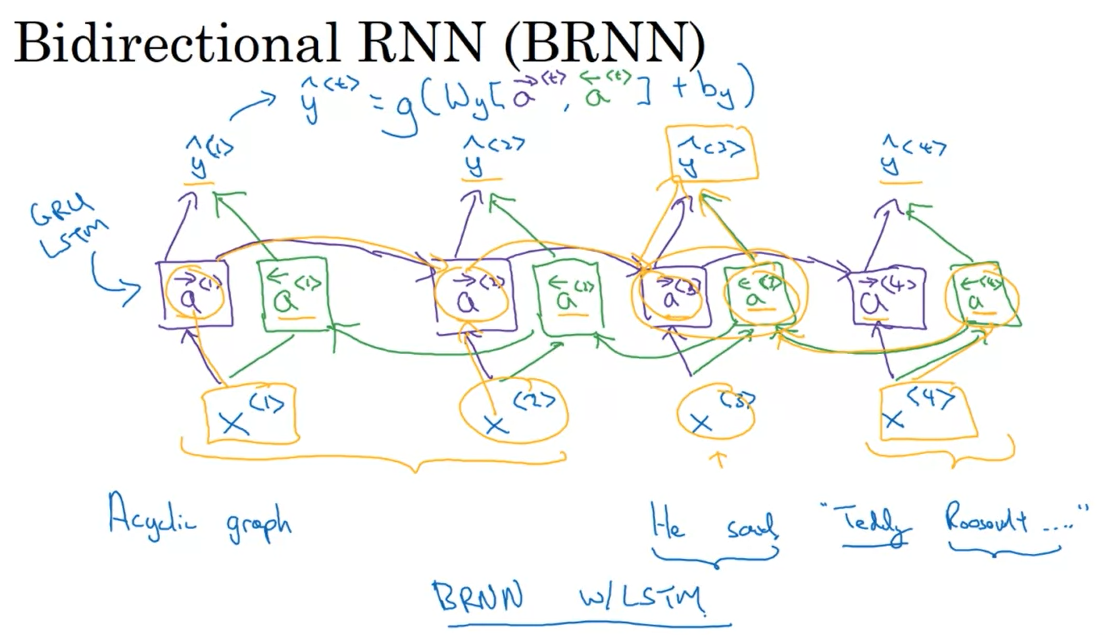 Bidirectional RNN (BRNN)
ŷ<t> = g(Wy[a→<t>, a←<t>] + by)
ŷ<1> ŷ<2> ŷ<3> ŷ<4>
GRU
LSTM
a→<1> a←<1> a→<2> a←<2> a→<3> a←<3> a→<4> a←<4>
x<1> x<2> x<3> x<4>
Acyclic graph He said, "Teddy Roosevelt ...."
BRNN w/LSTM